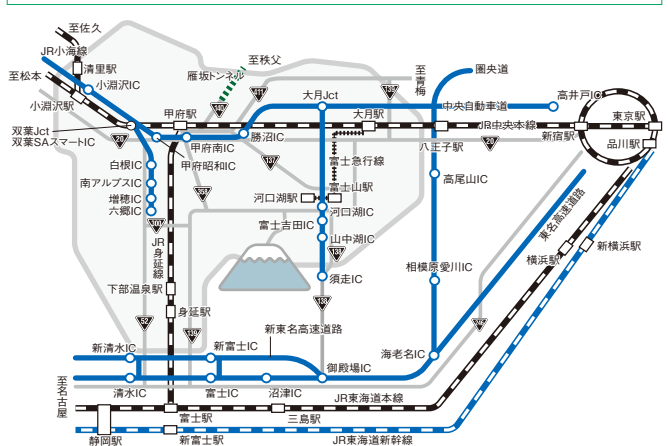 至佐久
JR小海線
清里駅
至松本
小淵沢IC
小淵沢駅
至秩父
雁坂トンネル
140
411
139
至青梅
圏央道
大月Jct
中央自動車道
高井戸IC
甲府駅
大月駅
JR中央本線
新宿駅
東京駅
品川駅
双葉Jct
双葉SAスマートIC
20
甲府南IC
勝沼IC
甲府昭和IC
137
富士急行線
八王子駅
20
白根IC
南アルプスIC
増穂IC
六郷IC
358
富士山駅
河口湖駅
高尾山IC
河口湖IC
富士吉田IC
山中湖IC
須走IC
JR身延線
東名高速道路
横浜駅
新横浜駅
相模原愛川IC
下部温泉駅
身延駅
138
52
139
新東名高速道路
246
新清水IC
新富士IC
海老名IC
御殿場IC
至名古屋
清水IC
富士IC
沼津IC
JR東海道本線
富士駅
三島駅
静岡駅
新富士駅
JR東海道新幹線